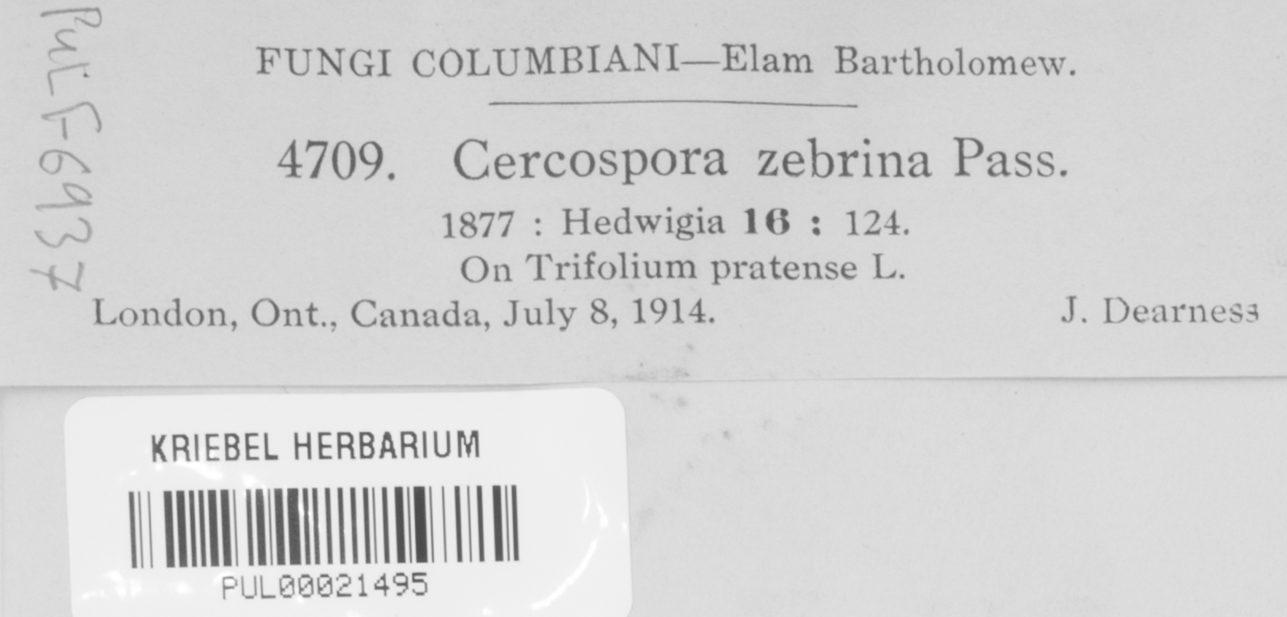 PUL F-6937
FUNGI COLUMBIANI—Elam Bartholomew.
4709. Cercospora zebrina Pass.
1877 : Hedwigia 16 : 124.
On Trifolium pratense L.
London, Ont., Canada, July 8, 1914. J. Dearness
KRIEBEL HERBARIUM
PUL00021495